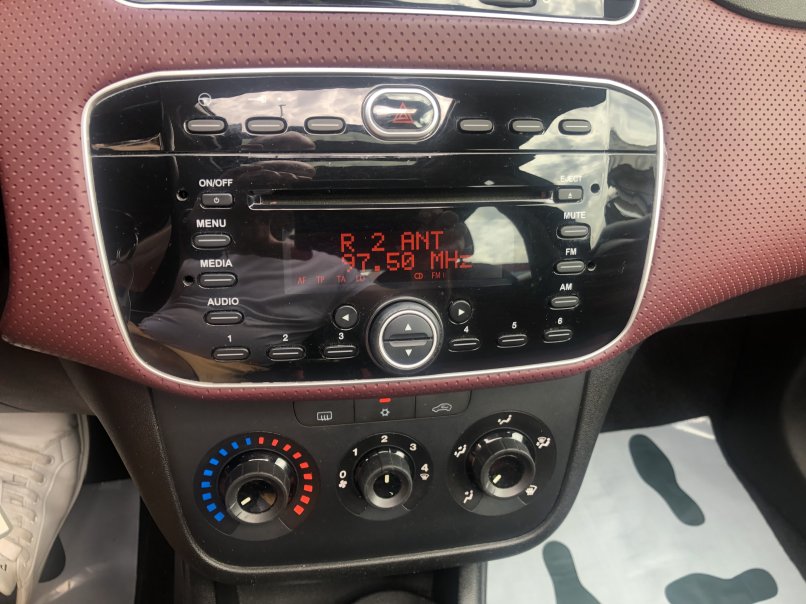 ON/OFF
EJECT
MENU
MUTE
R 2 ANT
97.50 MHz
MEDIA
FM
AF TP TA LO CD FM
AUDIO
AM
1 2 3 4 5 6
0 1 2 3 4